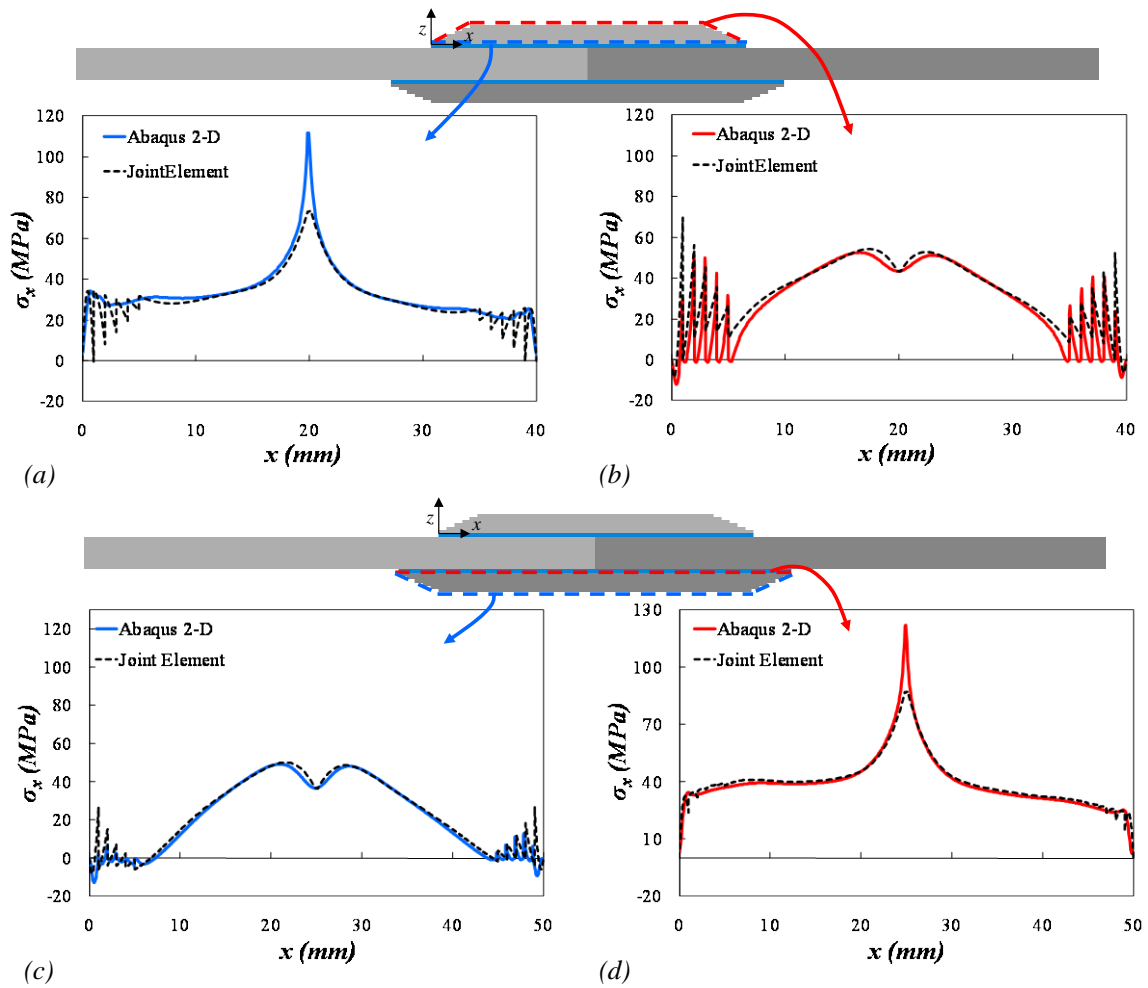 z
x
120
100
80
60
40
20
0
-20
σx (MPa)
Abaqus 2-D
JointElement
0 10 20 30 40
x (mm)
(a)
120
100
80
60
40
20
0
-20
σx (MPa)
Abaqus 2-D
JointElement
0 10 20 30 40
x (mm)
(b)
z
x
120
100
80
60
40
20
0
-20
σx (MPa)
Abaqus 2-D
Joint Element
0 10 20 30 40 50
x (mm)
(c)
130
100
70
40
10
-20
σx (MPa)
Abaqus 2-D
Joint Element
0 10 20 30 40 50
x (mm)
(d)